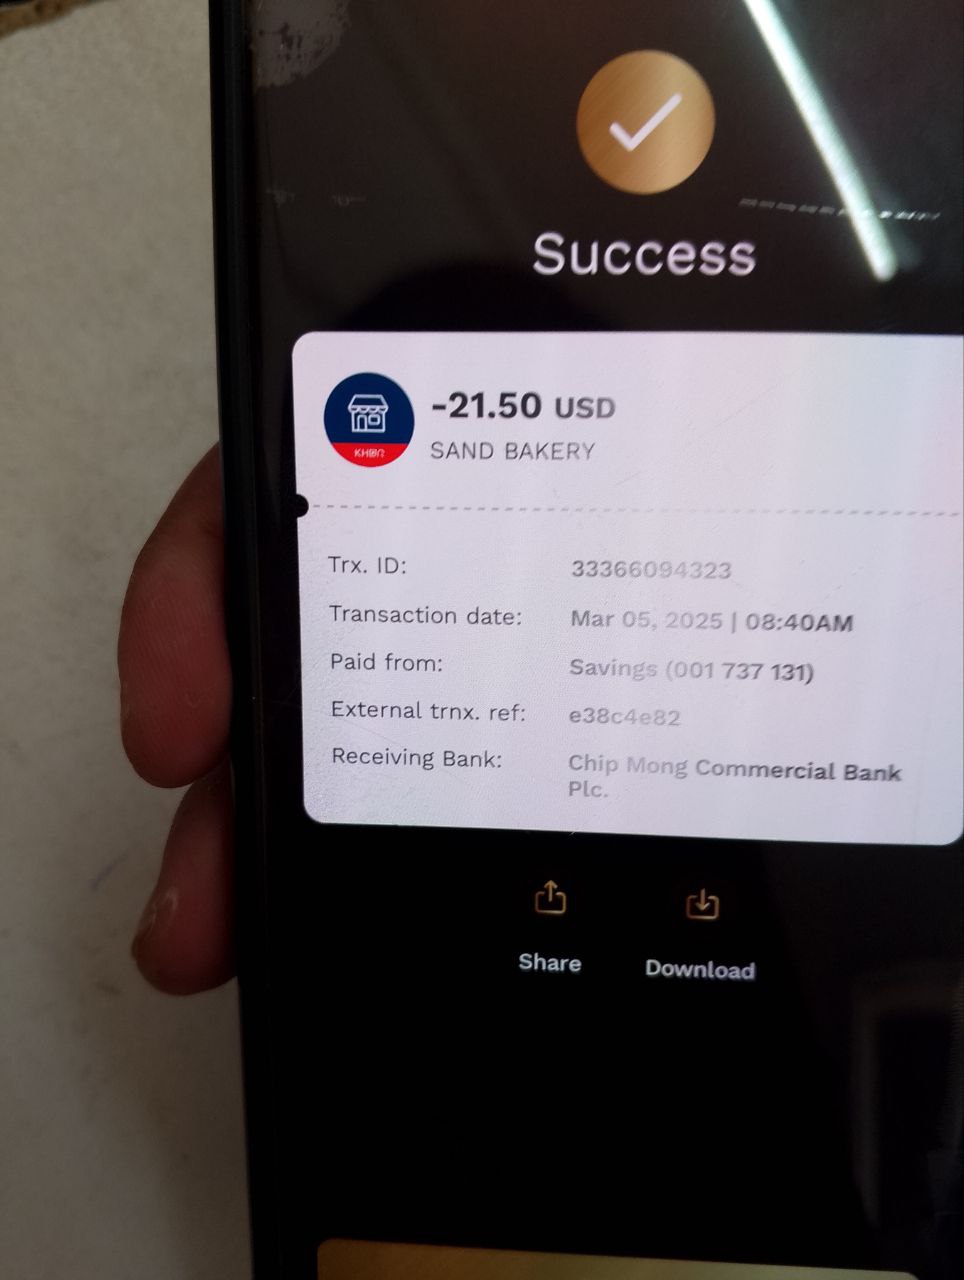 Success
-21.50 USD
SAND BAKERY
KHQR
Trx. ID: 33366094323
Transaction date: Mar 05, 2025 | 08:40AM
Paid from: Savings (001 737 131)
External trnx. ref: e38c4e82
Receiving Bank: Chip Mong Commercial Bank
Plc.
Share Download